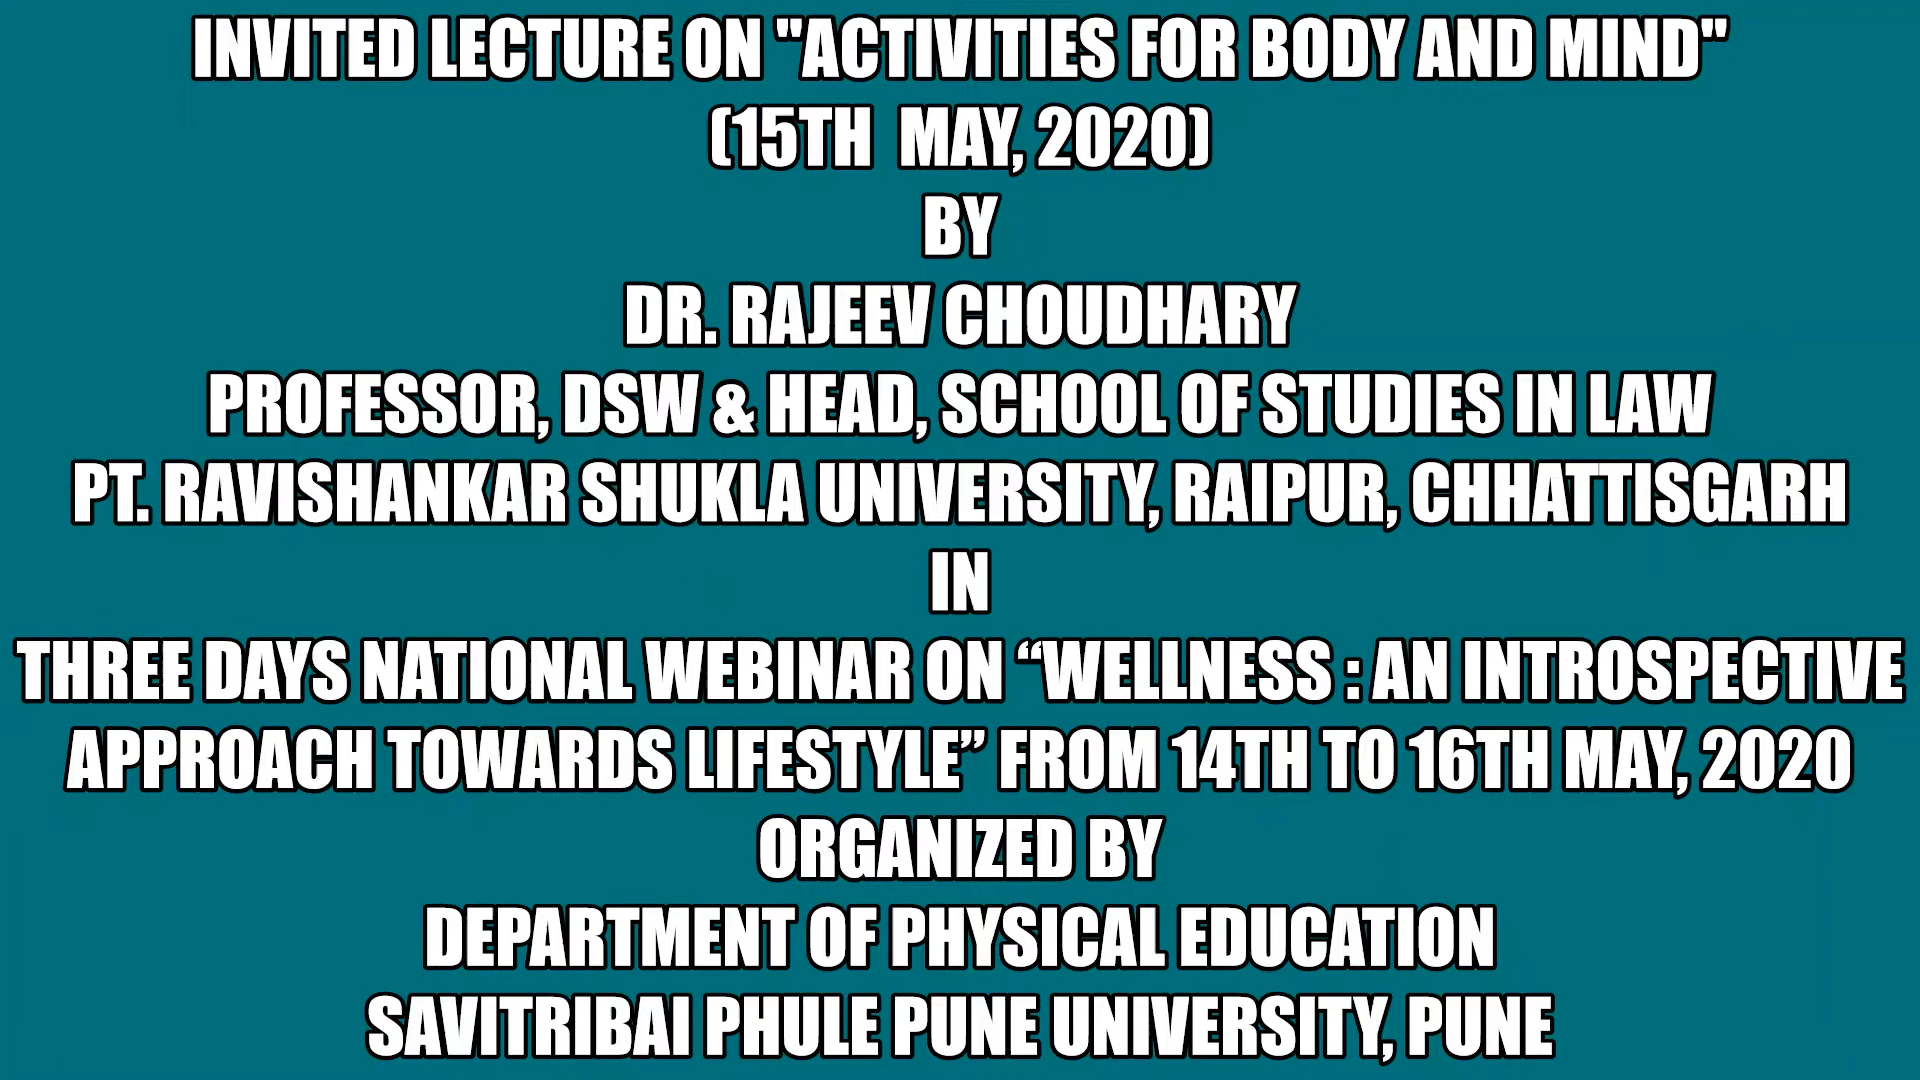 INVITED LECTURE ON "ACTIVITIES FOR BODY AND MIND"
(15TH MAY, 2020)
BY
DR. RAJEEV CHOUDHARY
PROFESSOR, DSW & HEAD, SCHOOL OF STUDIES IN LAW
PT. RAVISHANKAR SHUKLA UNIVERSITY, RAIPUR, CHHATTISGARH
IN
THREE DAYS NATIONAL WEBINAR ON “WELLNESS : AN INTROSPECTIVE
APPROACH TOWARDS LIFESTYLE” FROM 14TH TO 16TH MAY, 2020
ORGANIZED BY
DEPARTMENT OF PHYSICAL EDUCATION
SAVITRIBAI PHULE PUNE UNIVERSITY, PUNE